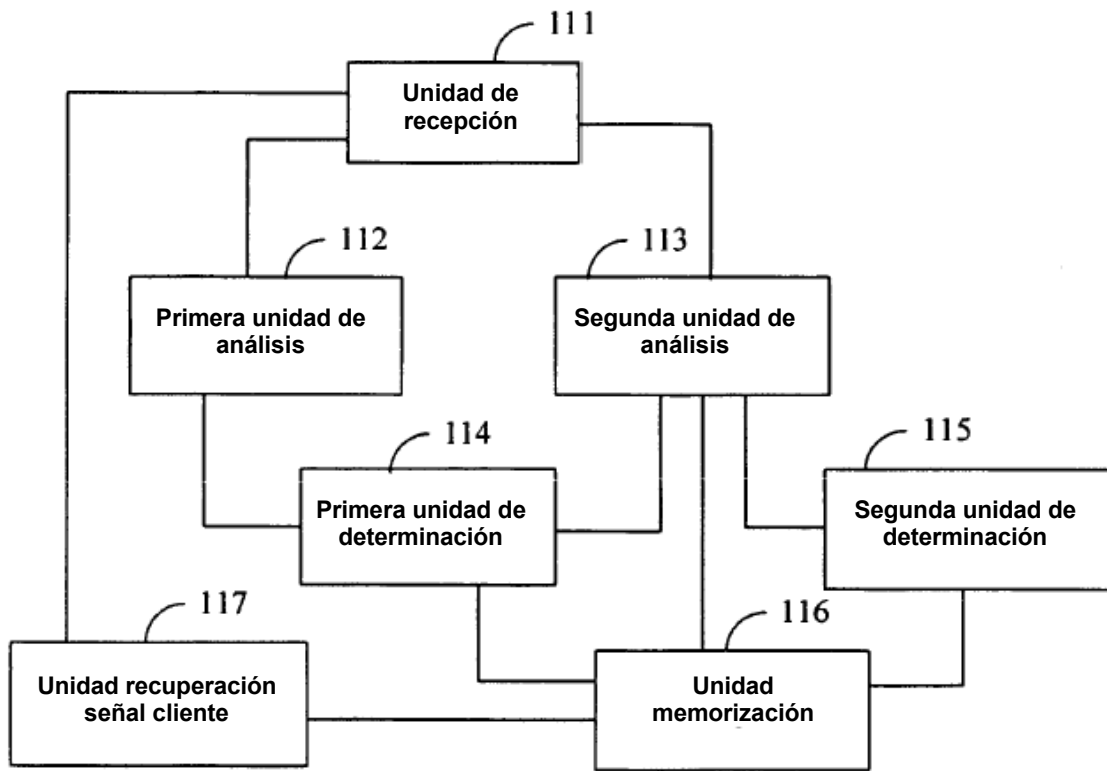 111
Unidad de
recepción
112
113
Primera unidad de
análisis
Segunda unidad de
análisis
114
115
Primera unidad de
determinación
Segunda unidad de
determinación
117
116
Unidad recuperación
señal cliente
Unidad
memorización